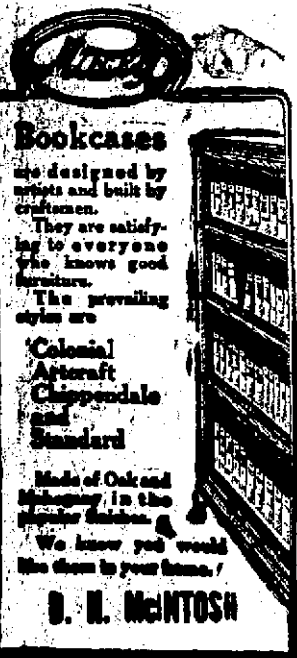 Bookcases
are designed by
artists and built by
craftsmen.
They are satisfy-
ing to everyone
who knows good
furniture.
The prevailing
styles are
Colonial
Artcraft
Chippendale
and
Standard
Made of Oak and
Mahogany in the
popular finishes.
We know you would
like them in your home.
D. H. McINTOSH